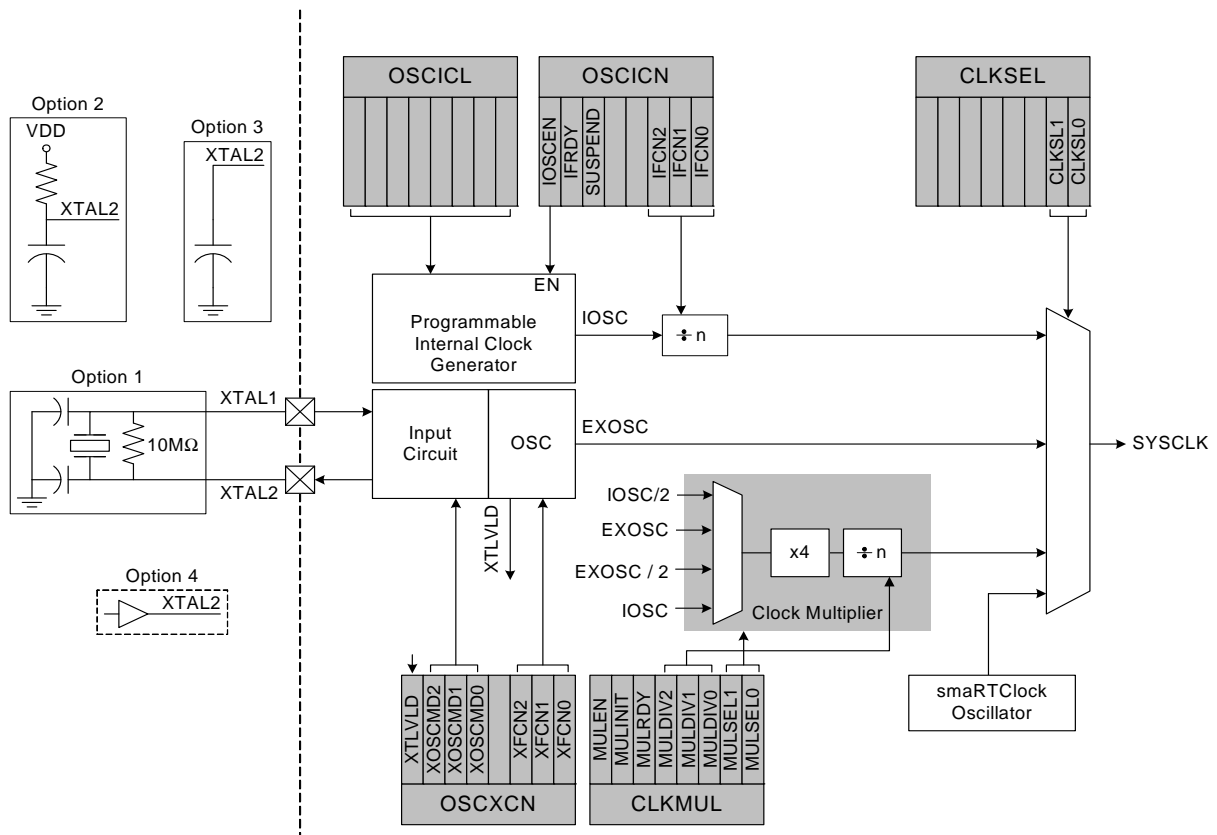 OSCICL
OSCICN
CLKSEL
IOSCEN
IFRDY
SUSPEND
IFCN2
IFCN1
IFCN0
CLKSL1
CLKSL0
Option 2
VDD
XTAL2
Option 3
XTAL2
EN
Programmable
Internal Clock
Generator
IOSC
÷ n
Option 1
10MΩ
XTAL1
XTAL2
Input
Circuit
OSC
EXOSC
SYSCLK
XTLVLD
IOSC/2
EXOSC
EXOSC / 2
IOSC
x4
÷ n
Clock Multiplier
Option 4
XTAL2
smaRTClock
Oscillator
XTLVLD
XOSCMD2
XOSCMD1
XOSCMD0
XFCN2
XFCN1
XFCN0
OSCXCN
MULEN
MULINIT
MULRDY
MULDIV2
MULDIV1
MULDIV0
MULSEL1
MULSEL0
CLKMUL